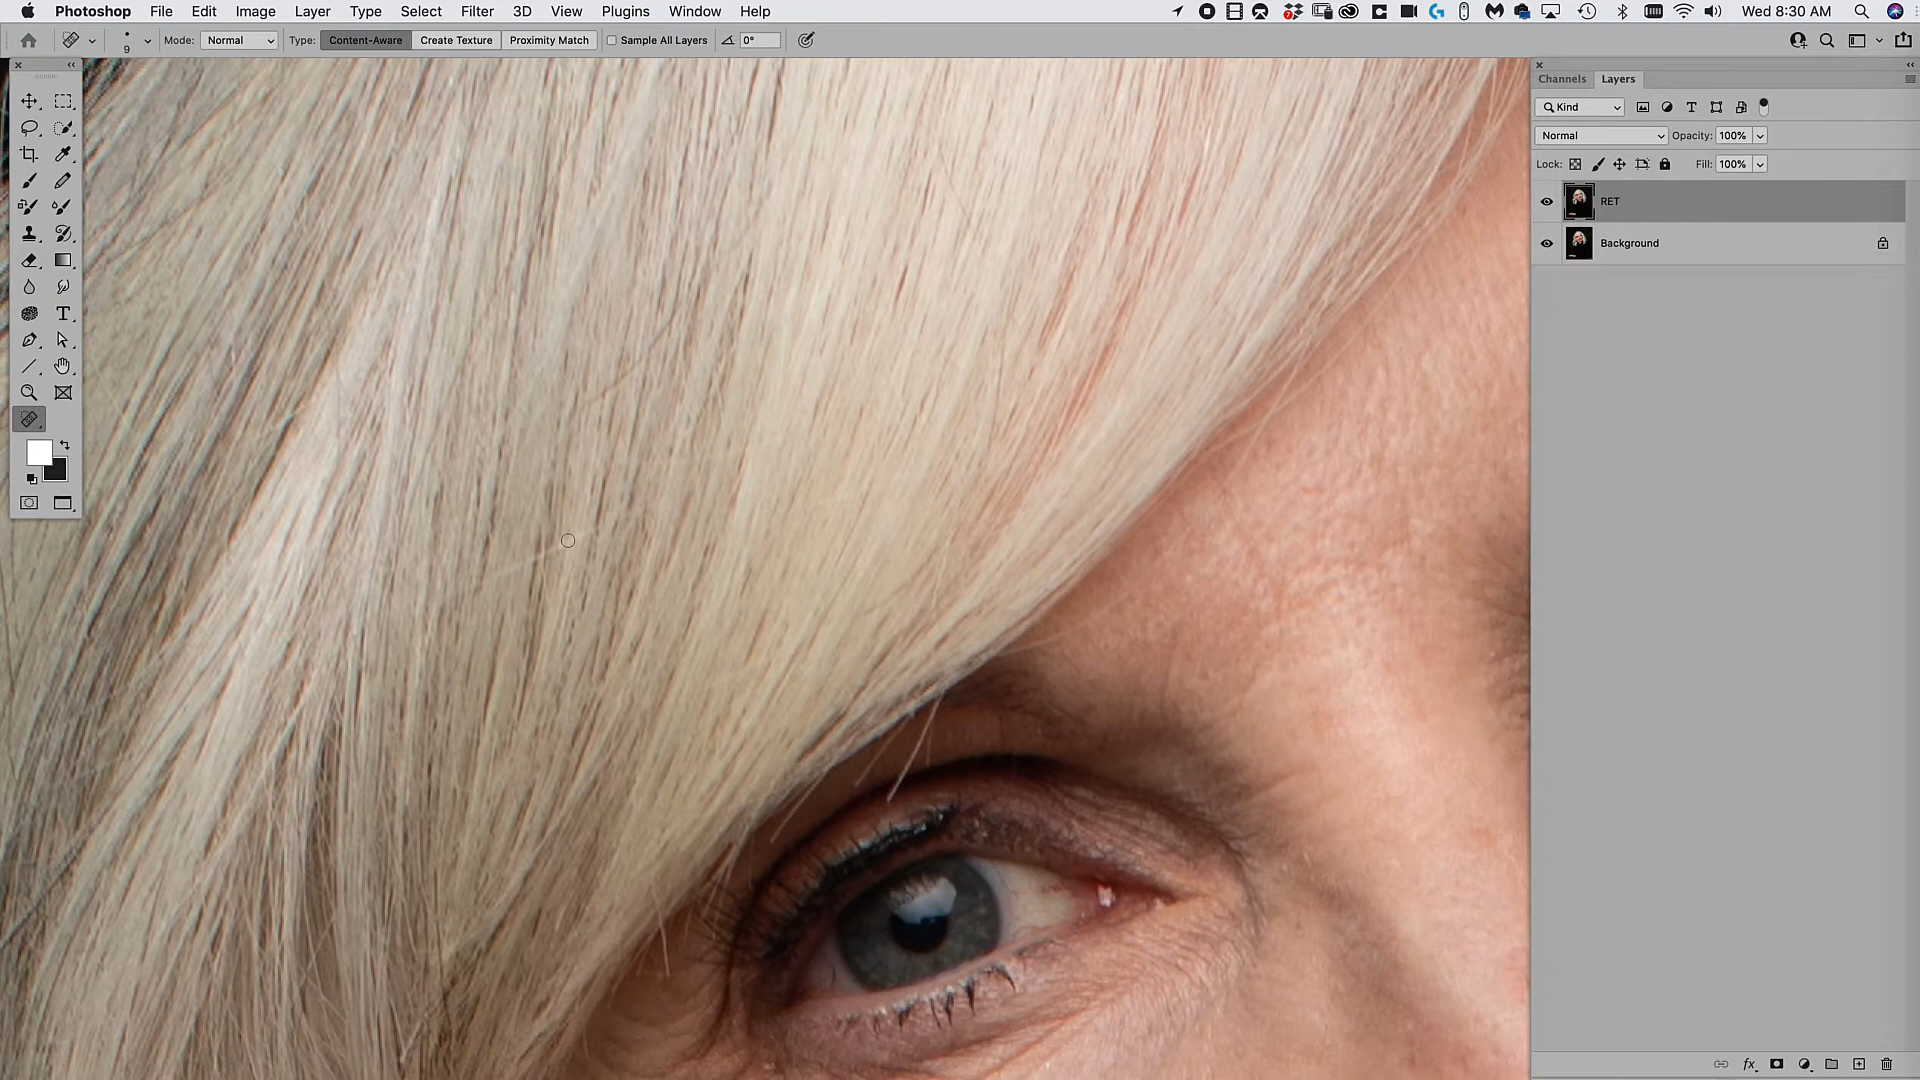 Photoshop File Edit Image Layer Type Select Filter 3D View Plugins Window Help Wed 8:30 AM
9 Mode: Normal Type: Content-Aware Create Texture Proximity Match Sample All Layers 0°
Channels Layers
Kind
Normal Opacity: 100%
Lock: Fill: 100%
RET
Background